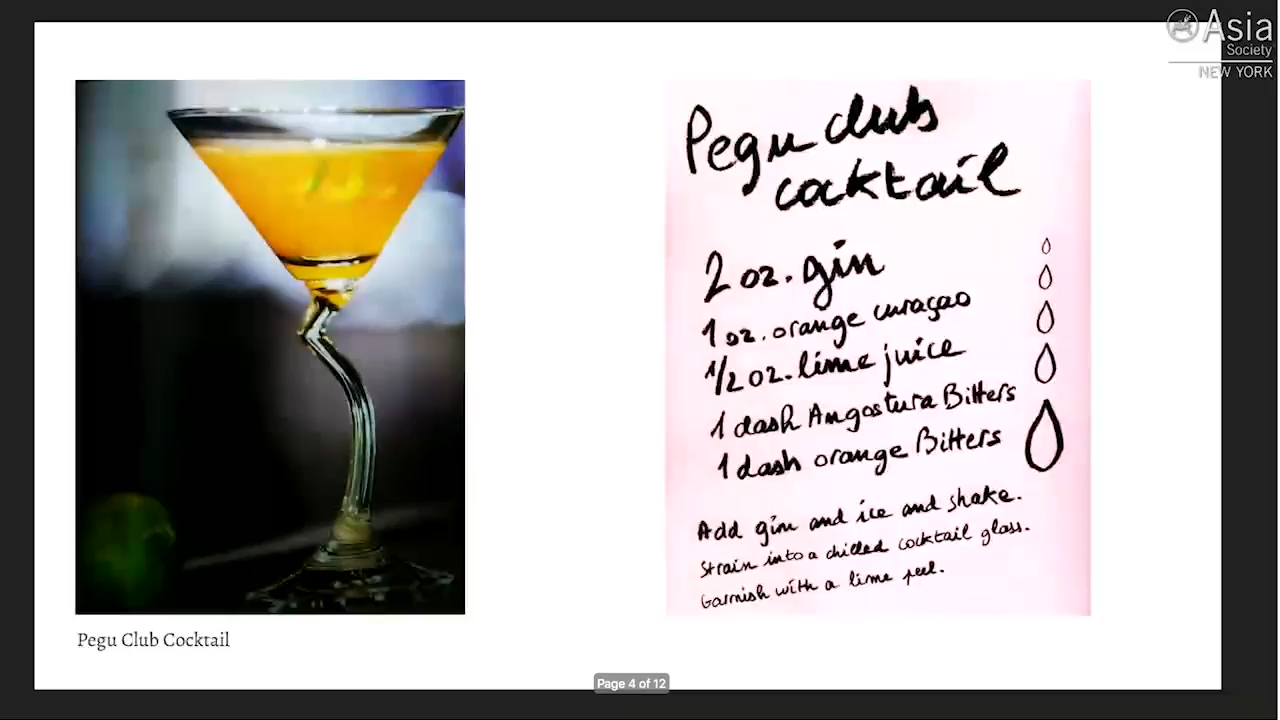 Asia
Society
NEW YORK
Pegu club
cocktail
2 oz. gin
1 oz. orange curaçao
1/2 oz. lime juice
1 dash Angostura Bitters
1 dash orange Bitters
Add gin and ice and shake.
Strain into a chilled cocktail glass.
Garnish with a lime peel.
Pegu Club Cocktail
Page 4 of 12